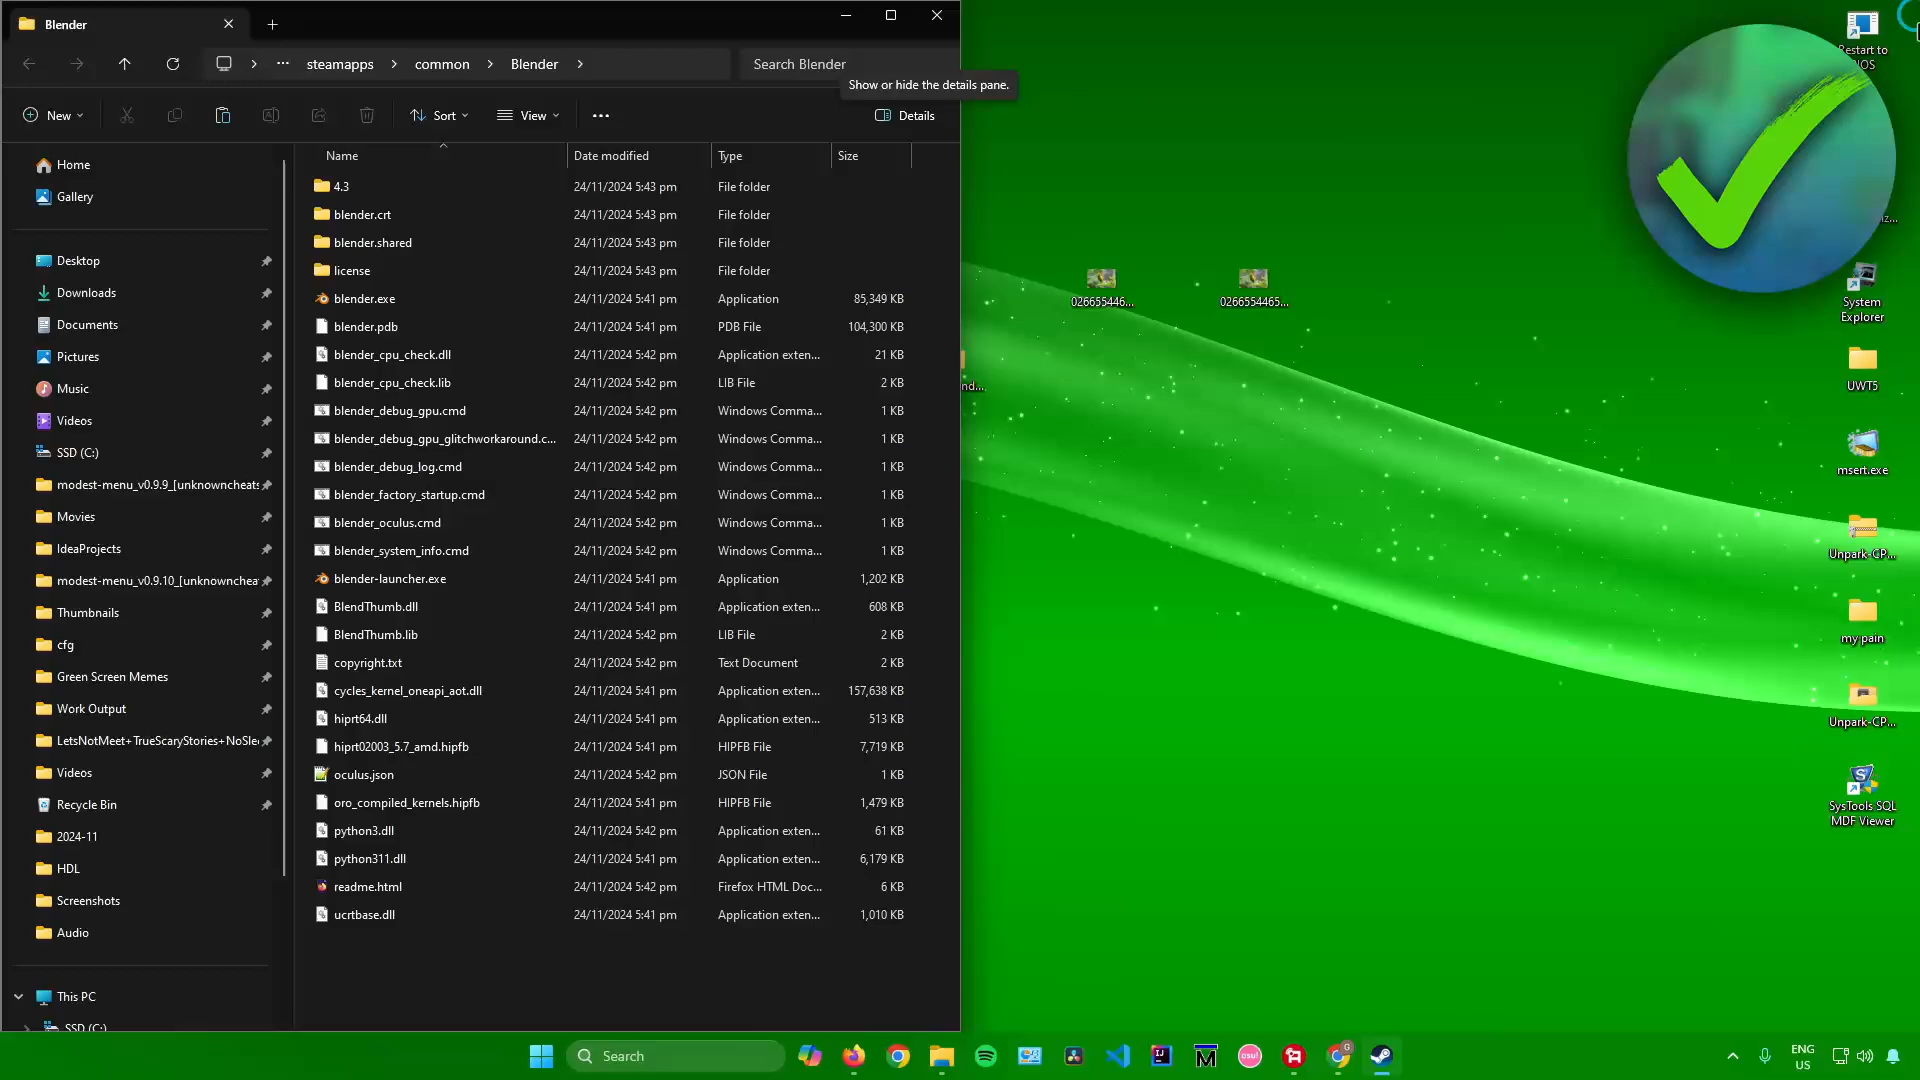 Blender
steamapps
common
Blender
Search Blender
Show or hide the details pane.
New
Sort
View
Details
Name
Date modified
Type
Size
Home
Gallery
Desktop
Downloads
Documents
Pictures
Music
Videos
SSD (C:)
modest-menu_v0.9.9_[unknowncheats
Movies
IdeaProjects
modest-menu_v0.9.10_[unknownchea
Thumbnails
cfg
Green Screen Memes
Work Output
LetsNotMeet+TrueScaryStories+NoSle
Videos
Recycle Bin
2024-11
HDL
Screenshots
Audio
This PC
SSD (C:)
4.3 24/11/2024 5:43 pm File folder
blender.crt 24/11/2024 5:43 pm File folder
blender.shared 24/11/2024 5:43 pm File folder
license 24/11/2024 5:43 pm File folder
blender.exe 24/11/2024 5:41 pm Application 85,349 KB
blender.pdb 24/11/2024 5:41 pm PDB File 104,300 KB
blender_cpu_check.dll 24/11/2024 5:42 pm Application exten... 21 KB
blender_cpu_check.lib 24/11/2024 5:42 pm LIB File 2 KB
blender_debug_gpu.cmd 24/11/2024 5:42 pm Windows Comma... 1 KB
blender_debug_gpu_glitchworkaround.c... 24/11/2024 5:42 pm Windows Comma... 1 KB
blender_debug_log.cmd 24/11/2024 5:42 pm Windows Comma... 1 KB
blender_factory_startup.cmd 24/11/2024 5:42 pm Windows Comma... 1 KB
blender_oculus.cmd 24/11/2024 5:42 pm Windows Comma... 1 KB
blender_system_info.cmd 24/11/2024 5:42 pm Windows Comma... 1 KB
blender-launcher.exe 24/11/2024 5:41 pm Application 1,202 KB
BlendThumb.dll 24/11/2024 5:42 pm Application exten... 608 KB
BlendThumb.lib 24/11/2024 5:42 pm LIB File 2 KB
copyright.txt 24/11/2024 5:42 pm Text Document 2 KB
cycles_kernel_oneapi_aot.dll 24/11/2024 5:41 pm Application exten... 157,638 KB
hiprt64.dll 24/11/2024 5:41 pm Application exten... 513 KB
hiprt02003_5.7_amd.hipfb 24/11/2024 5:41 pm HIPFB File 7,719 KB
oculus.json 24/11/2024 5:42 pm JSON File 1 KB
oro_compiled_kernels.hipfb 24/11/2024 5:41 pm HIPFB File 1,479 KB
python3.dll 24/11/2024 5:42 pm Application exten... 61 KB
python311.dll 24/11/2024 5:41 pm Application exten... 6,179 KB
readme.html 24/11/2024 5:42 pm Firefox HTML Doc... 6 KB
ucrtbase.dll 24/11/2024 5:41 pm Application exten... 1,010 KB
026655446...
0266554465...
nd...
Restart to
System
Explorer
UWT5
msert.exe
Unpark-CP...
my pain
Unpark-CP...
SysTools SQL
MDF Viewer
Search
osu!
G
ENG
US